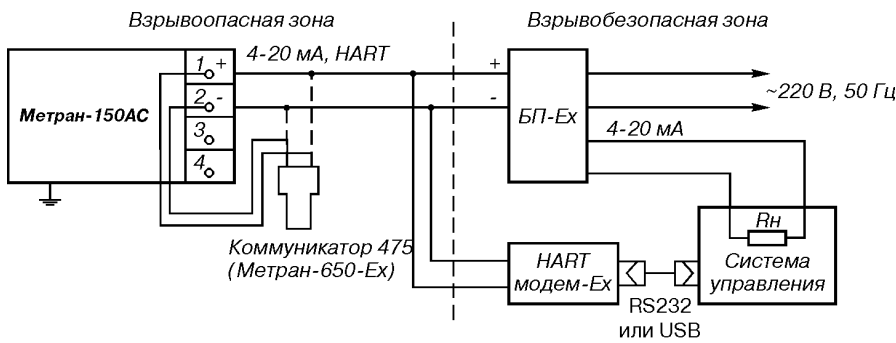 Взрывоопасная зона
Взрывобезопасная зона
4-20 мА, HART
1 +
2 -
3
4
Метран-150АС
+
-
БП-Ex
~220 В, 50 Гц
4-20 мА
Rн
Система
управления
Коммуникатор 475
(Метран-650-Ex)
HART
модем-Ex
RS232
или USB